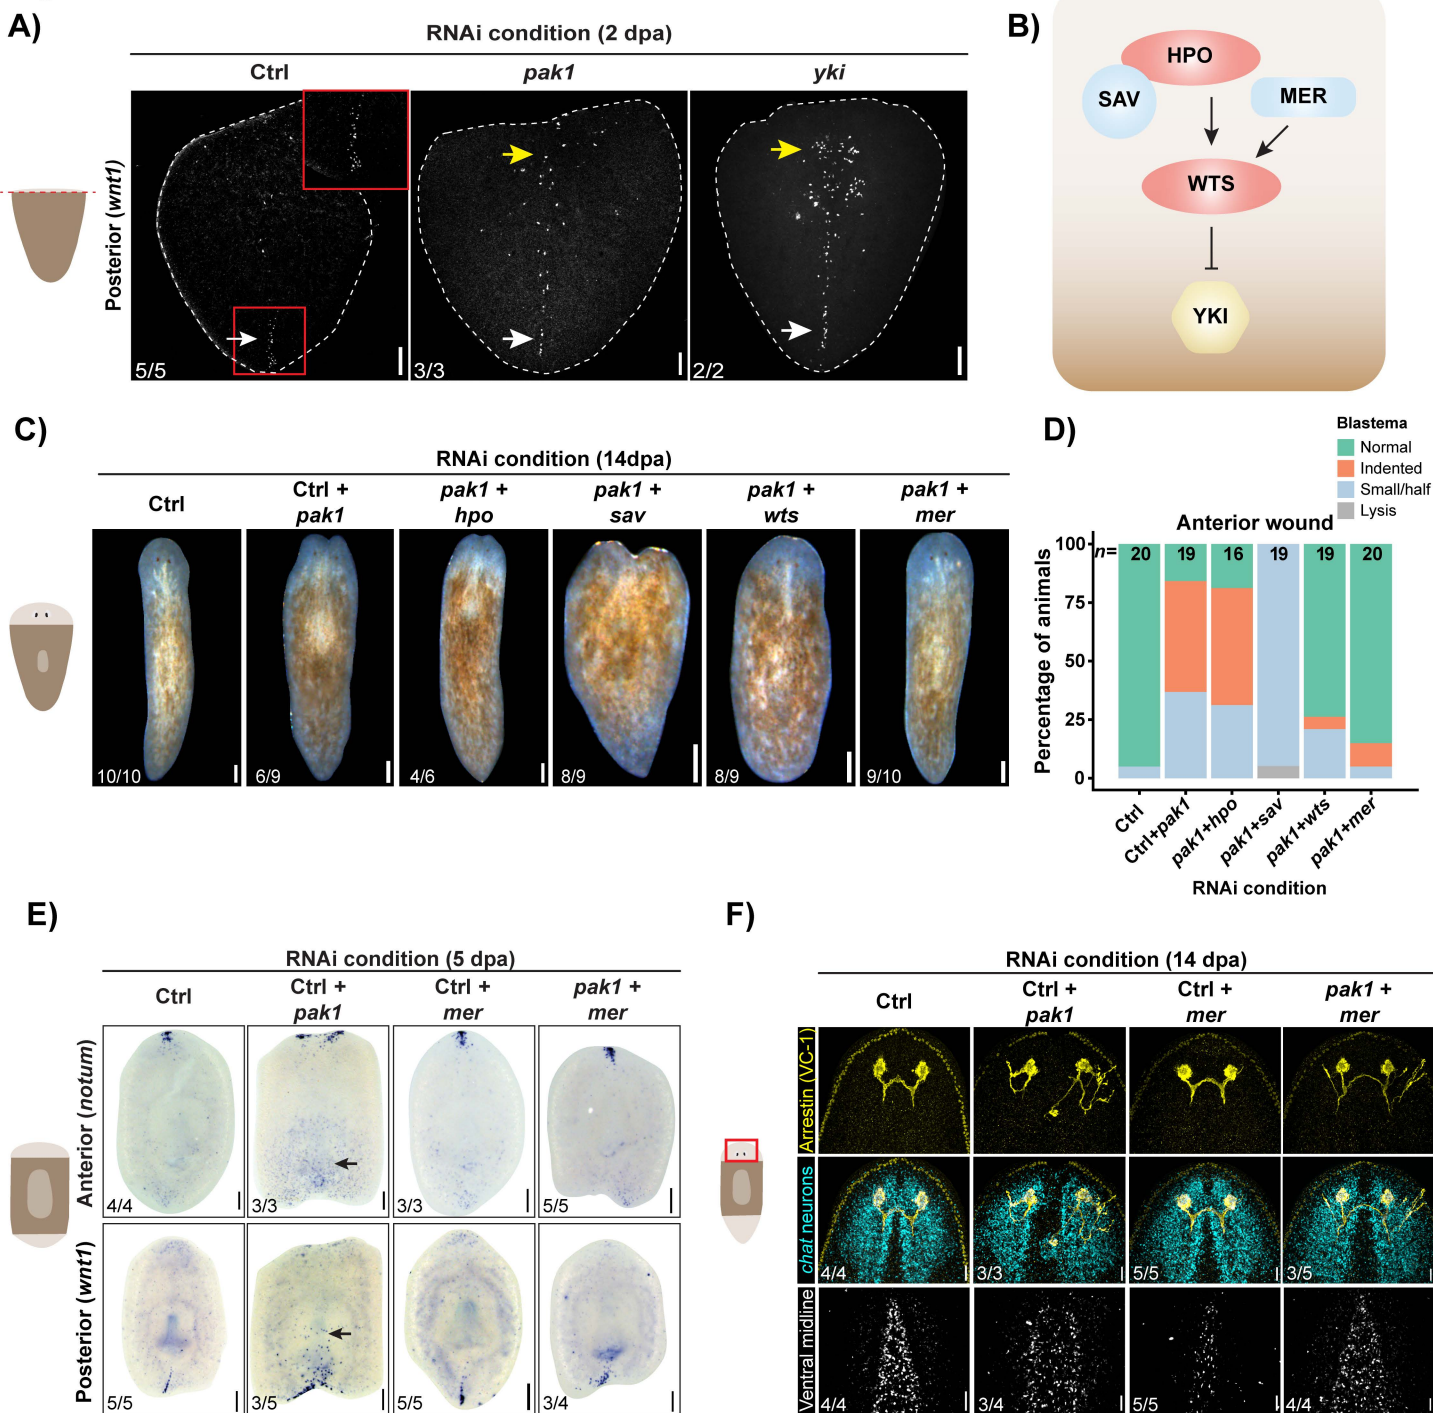 A)
RNAi condition (2 dpa)
Ctrl
pak1
yki
Posterior (wnt1)
5/5
3/3
2/2
B)
HPO
SAV
MER
WTS
YKI
C)
RNAi condition (14dpa)
Ctrl
Ctrl +
pak1
pak1 +
hpo
pak1 +
sav
pak1 +
wts
pak1 +
mer
10/10
6/9
4/6
8/9
8/9
9/10
D)
Blastema
Normal
Indented
Small/half
Lysis
Anterior wound
n=
20
19
16
19
19
20
Percentage of animals
100
75
50
25
0
Ctrl
Ctrl+pak1
pak1+hpo
pak1+sav
pak1+wts
pak1+mer
RNAi condition
E)
RNAi condition (5 dpa)
Ctrl
Ctrl +
pak1
Ctrl +
mer
pak1 +
mer
Anterior (notum)
4/4
3/3
3/3
5/5
Posterior (wnt1)
5/5
3/5
5/5
3/4
F)
RNAi condition (14 dpa)
Ctrl
Ctrl +
pak1
Ctrl +
mer
pak1 +
mer
Arrestin (VC-1)
chat neurons
4/4
3/3
5/5
3/5
Ventral midline
4/4
3/4
5/5
4/4